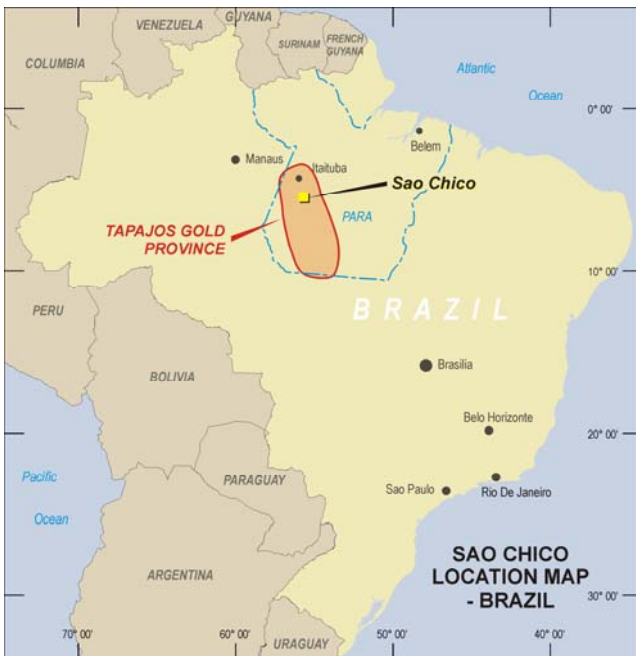 GUYANA
VENEZUELA
SURINAM
FRENCH
GUYANA
COLUMBIA
Atlantic
Ocean
0° 00'
Belem
Manaus
Itaituba
Sao Chico
PARA
TAPAJOS GOLD
PROVINCE
10° 00'
PERU
BRAZIL
BOLIVIA
Brasilia
Belo Horizonte
20° 00'
Pacific
Ocean
PARAGUAY
Sao Paulo
Rio De Janeiro
ARGENTINA
SAO CHICO
LOCATION MAP
- BRAZIL
30° 00'
70° 00'
60° 00'
URAGUAY
50° 00'
40° 00'